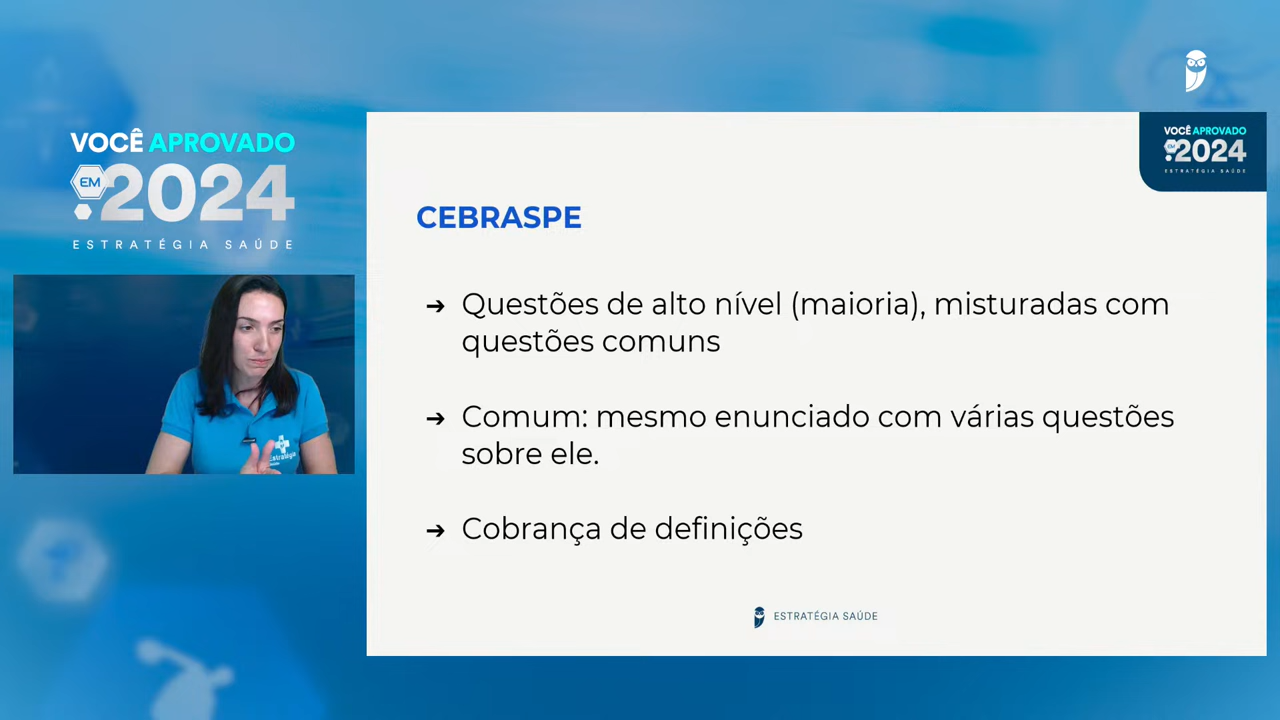 VOCÊ APROVADO
EM
2024
ESTRATÉGIA SAÚDE
VOCÊ APROVADO
EM
2024
ESTRATÉGIA SAÚDE
CEBRASPE
➔ Questões de alto nível (maioria), misturadas com
questões comuns
➔ Comum: mesmo enunciado com várias questões
sobre ele.
➔ Cobrança de definições
Estratégia
ESTRATÉGIA SAÚDE